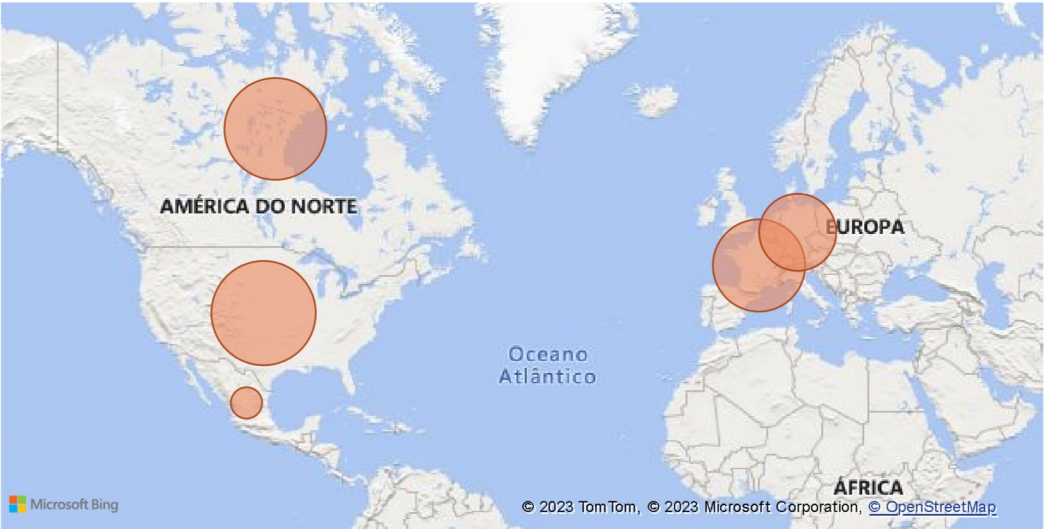 AMÉRICA DO NORTE
EUROPA
Oceano
Atlântico
ÁFRICA
Microsoft Bing
© 2023 TomTom, © 2023 Microsoft Corporation, © OpenStreetMap